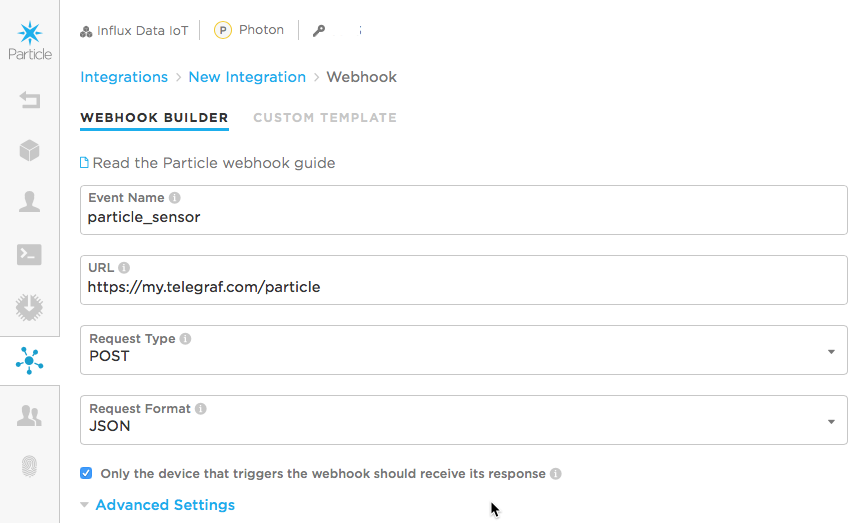 Particle
Influx Data IoT P Photon
Integrations > New Integration > Webhook
WEBHOOK BUILDER CUSTOM TEMPLATE
Read the Particle webhook guide
Event Name i
particle_sensor
URL i
https://my.telegraf.com/particle
Request Type i
POST
Request Format i
JSON
Only the device that triggers the webhook should receive its response i
Advanced Settings